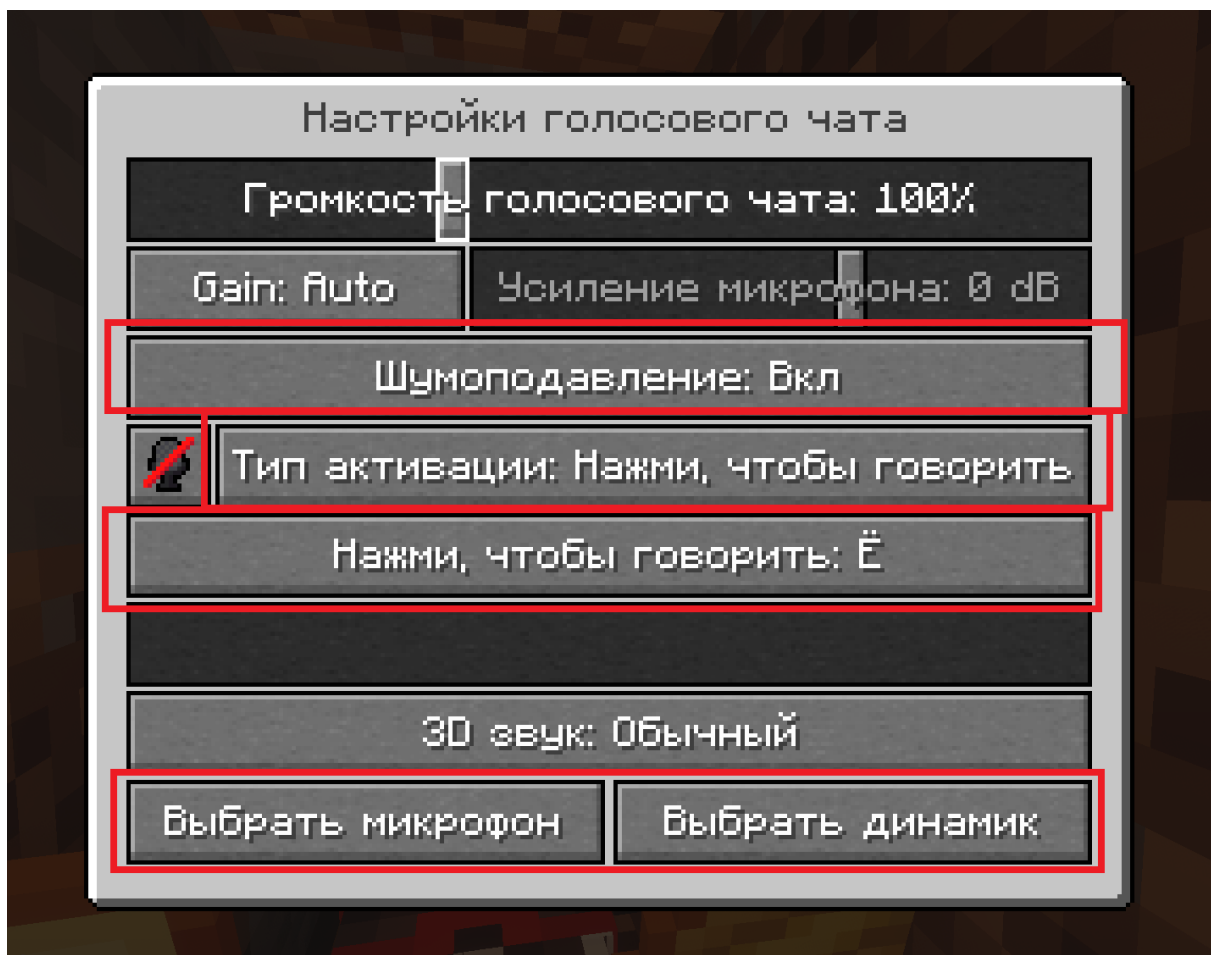 Настройки голосового чата
Громкость голосового чата: 100%
Gain: Auto
Усиление микрофона: 0 dB
Шумоподавление: Вкл
Тип активации: Нажми, чтобы говорить
Нажми, чтобы говорить: Ё
3D звук: Обычный
Выбрать микрофон
Выбрать динамик